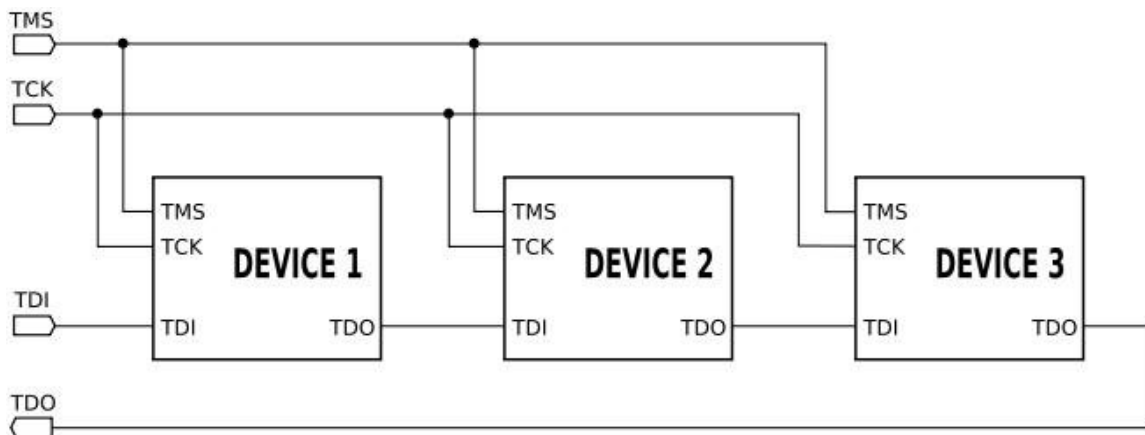 TMS
TCK
TMS
TCK
DEVICE 1
TDI
TDO
TMS
TCK
DEVICE 2
TDI
TDO
TMS
TCK
DEVICE 3
TDI
TDO
TDI
TDO